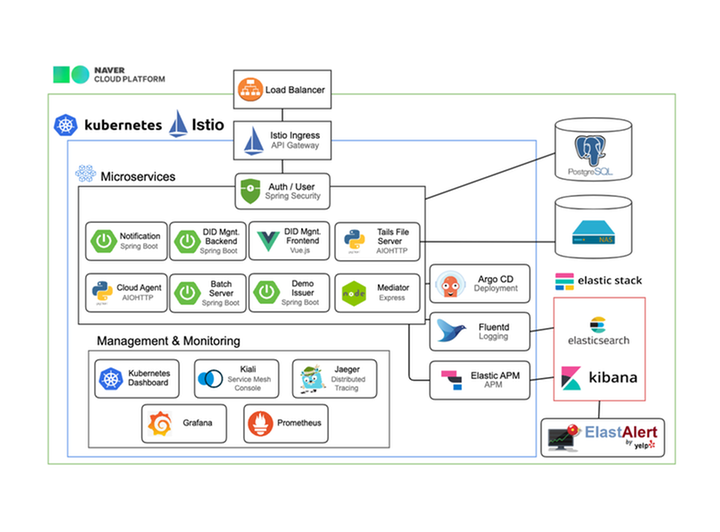 NAVER
CLOUD PLATFORM
Load Balancer
kubernetes
Istio
Istio Ingress
API Gateway
PostgreSQL
Microservices
Auth / User
Spring Security
Notification
Spring Boot
DID Mgnt.
Backend
Spring Boot
DID Mgnt.
Frontend
Vue.js
Tails File
Server
AIOHTTP
NAS
Cloud Agent
AIOHTTP
Batch
Server
Spring Boot
Demo
Issuer
Spring Boot
node
Mediator
Express
Argo CD
Deployment
elastic stack
Fluentd
Logging
elasticsearch
Management & Monitoring
Kubernetes
Dashboard
Kiali
Service Mesh
Console
Jaeger
Distributed
Tracing
Elastic APM
APM
kibana
Grafana
Prometheus
ElastAlert
by yelp